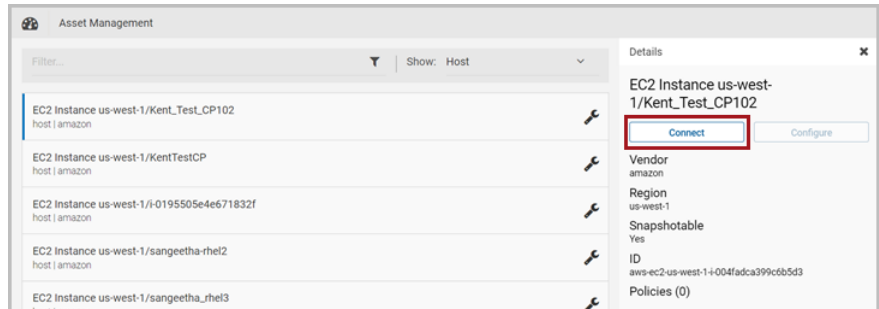 Asset Management
Filter...
Show: Host
EC2 Instance us-west-1/Kent_Test_CP102
host | amazon
EC2 Instance us-west-1/KentTestCP
host | amazon
EC2 Instance us-west-1/i-0195505e4e671832f
host | amazon
EC2 Instance us-west-1/sangeetha-rhel2
host | amazon
EC2 Instance us-west-1/sangeetha_rhel3
Details
EC2 Instance us-west-
1/Kent_Test_CP102
Connect
Configure
Vendor
amazon
Region
us-west-1
Snapshotable
Yes
ID
aws-ec2-us-west-1-i-004fadca399c6b5d3
Policies (0)